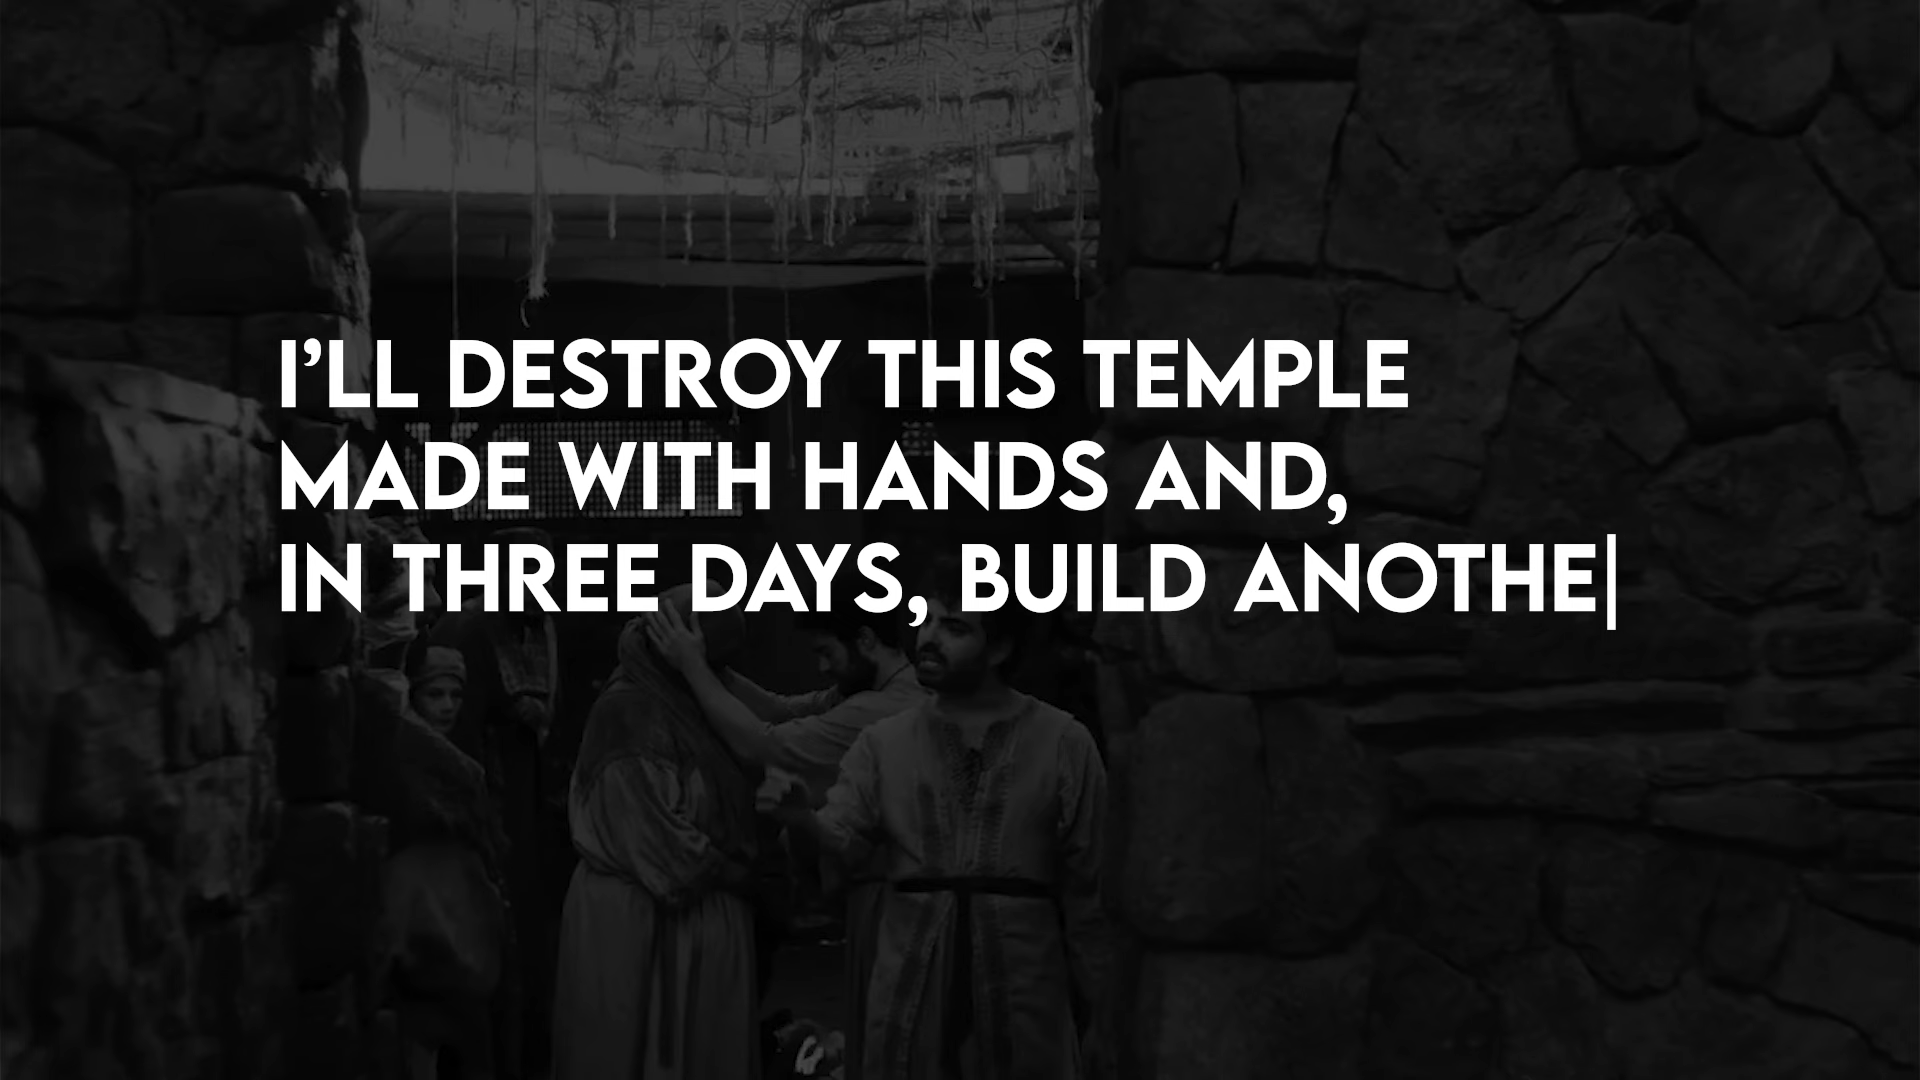 I’LL DESTROY THIS TEMPLE
MADE WITH HANDS AND,
IN THREE DAYS, BUILD ANOTHE|